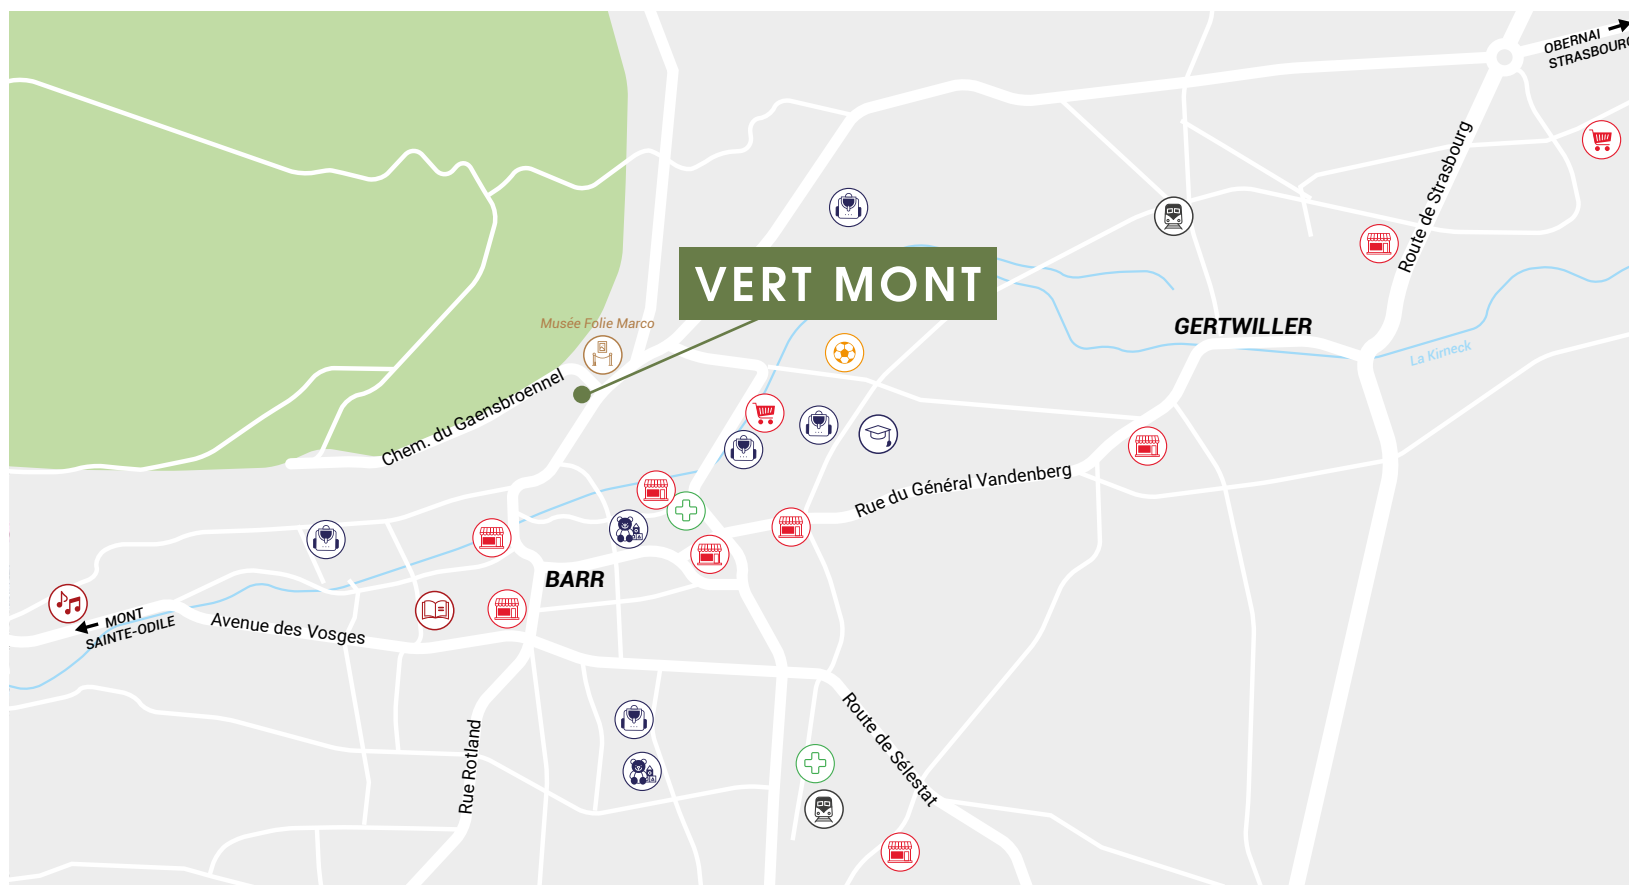 OBERNAI
STRASBOURG
Route de Strasbourg
VERT MONT
Musée Folie Marco
GERTWILLER
La Kirneck
Chem. du Gaensbroennel
Rue du Général Vandenberg
BARR
MONT
SAINTE-ODILE
Avenue des Vosges
Route de Sélestat
Rue Rotland